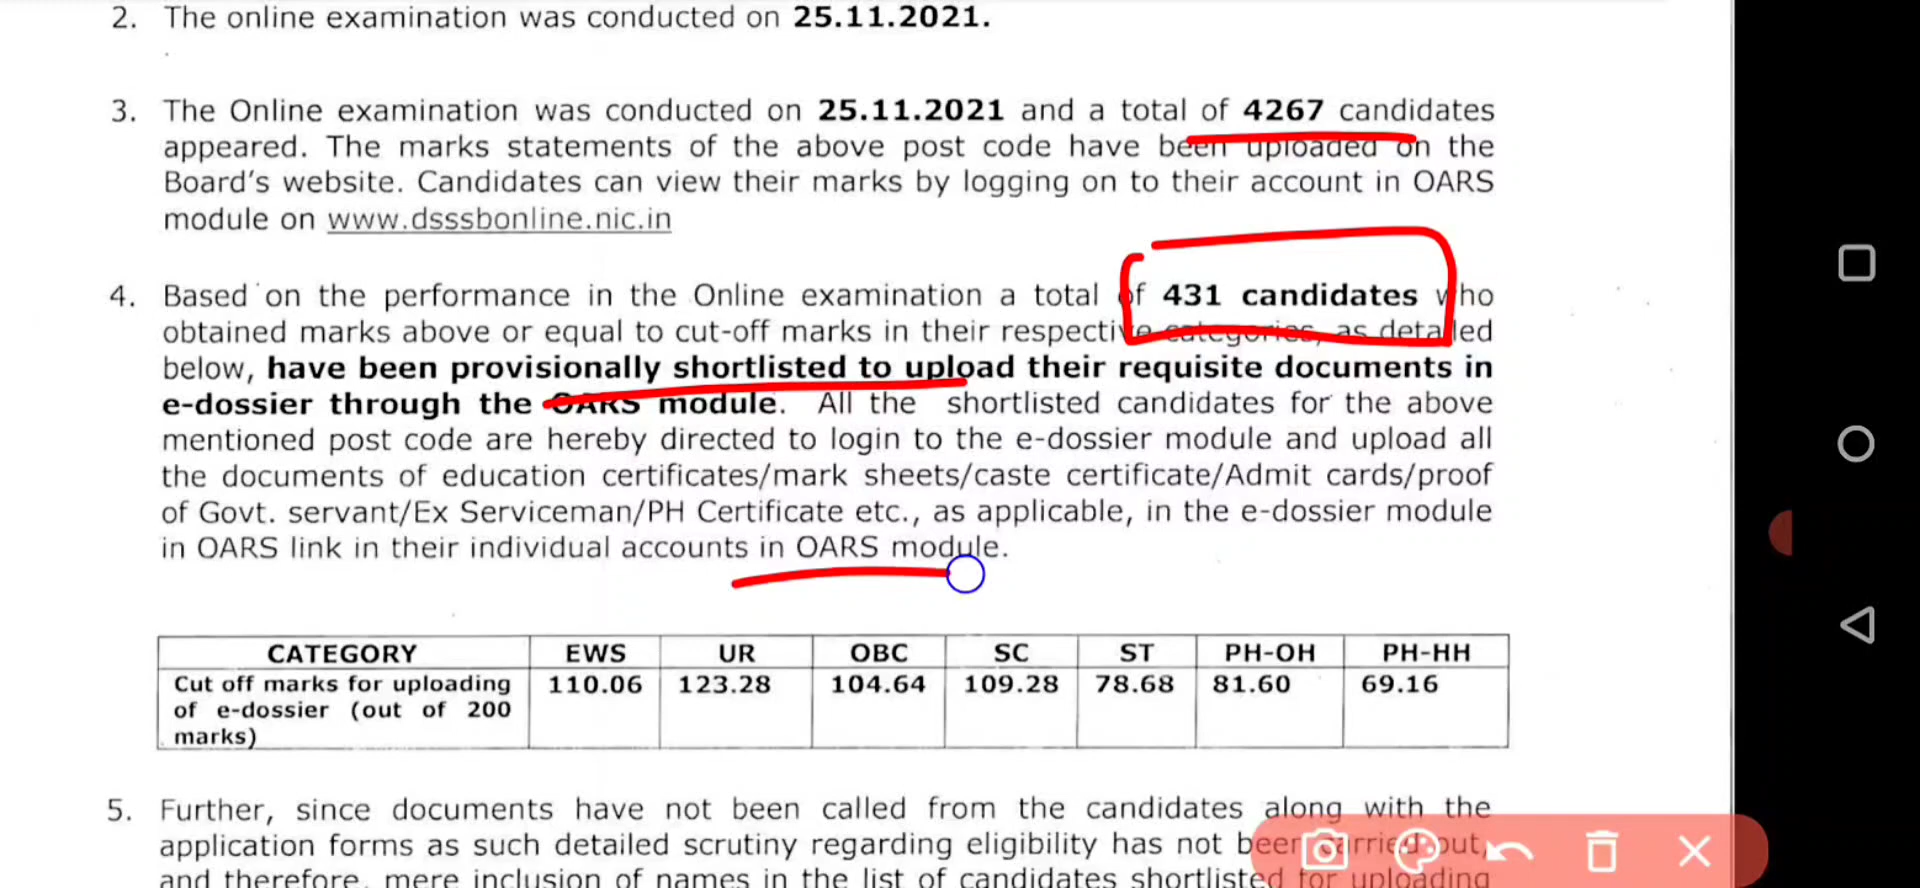 2. The online examination was conducted on 25.11.2021.
3. The Online examination was conducted on 25.11.2021 and a total of 4267 candidates
appeared. The marks statements of the above post code have been uploaded on the
Board's website. Candidates can view their marks by logging on to their account in OARS
module on www.dsssbonline.nic.in
4. Based on the performance in the Online examination a total of 431 candidates who
obtained marks above or equal to cut-off marks in their respective categories, as detailed
below, have been provisionally shortlisted to upload their requisite documents in
e-dossier through the OARS module. All the shortlisted candidates for the above
mentioned post code are hereby directed to login to the e-dossier module and upload all
the documents of education certificates/mark sheets/caste certificate/Admit cards/proof
of Govt. servant/Ex Serviceman/PH Certificate etc., as applicable, in the e-dossier module
in OARS link in their individual accounts in OARS module.
CATEGORY EWS UR OBC SC ST PH-OH PH-HH
Cut off marks for uploading 110.06 123.28 104.64 109.28 78.68 81.60 69.16
of e-dossier (out of 200
marks)
5. Further, since documents have not been called from the candidates along with the
application forms as such detailed scrutiny regarding eligibility has not been carried out,
and therefore, mere inclusion of names in the list of candidates shortlisted for uploading